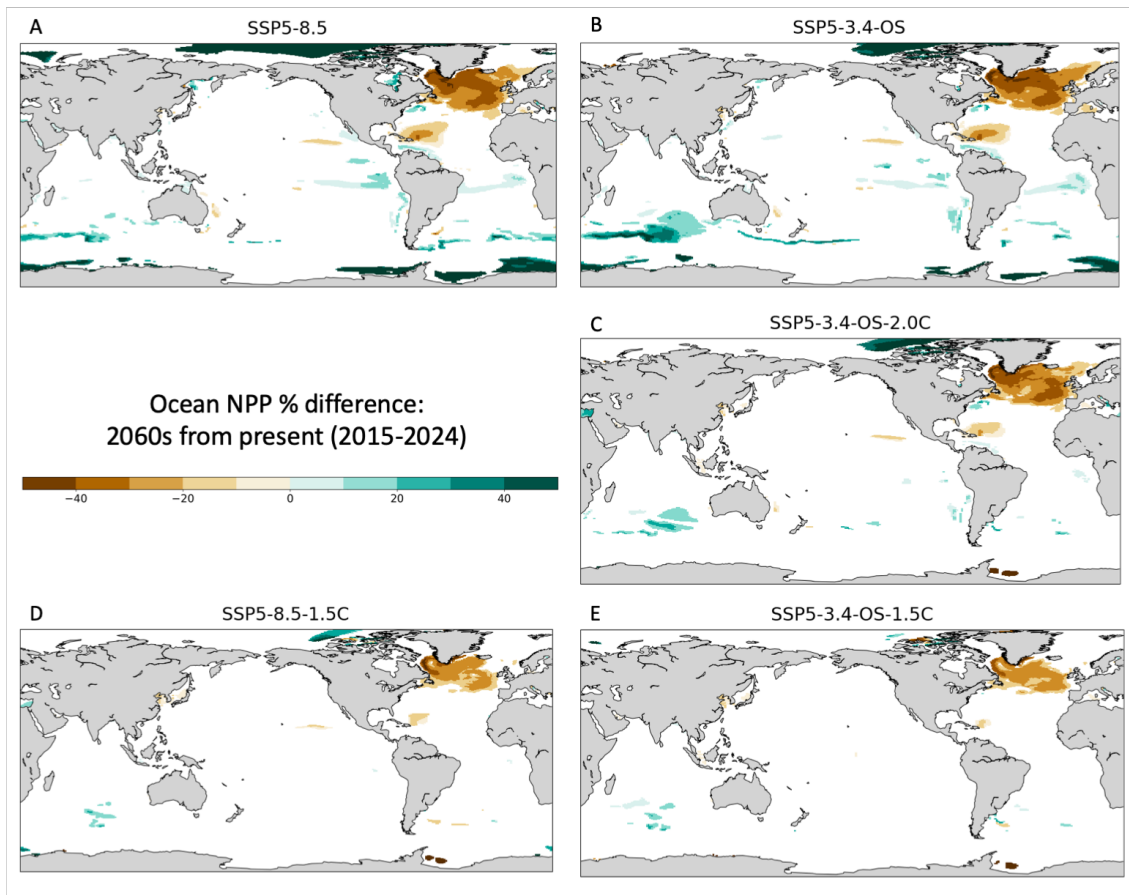 A
SSP5-8.5
B
SSP5-3.4-OS
C
SSP5-3.4-OS-2.0C
Ocean NPP % difference:
2060s from present (2015-2024)
−40 −20 0 20 40
D
SSP5-8.5-1.5C
E
SSP5-3.4-OS-1.5C